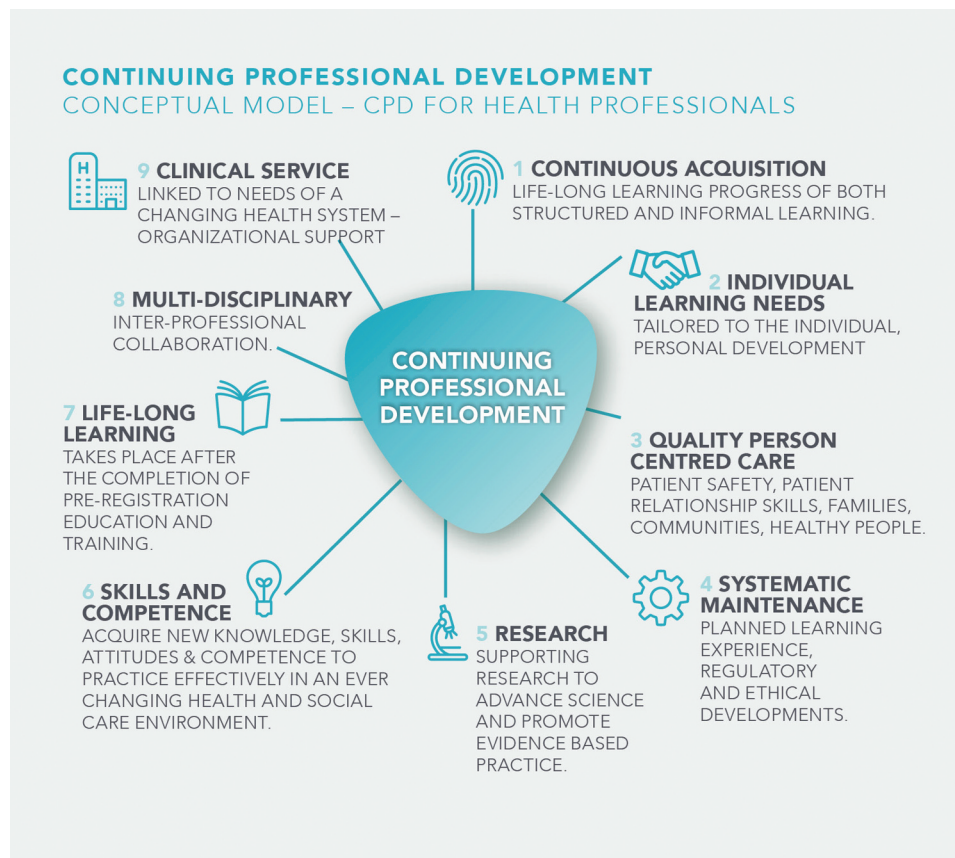 CONTINUING PROFESSIONAL DEVELOPMENT
CONCEPTUAL MODEL – CPD FOR HEALTH PROFESSIONALS
1 CONTINUOUS ACQUISITION
LIFE-LONG LEARNING PROGRESS OF BOTH
STRUCTURED AND INFORMAL LEARNING.
2 INDIVIDUAL
LEARNING NEEDS
TAILORED TO THE INDIVIDUAL,
PERSONAL DEVELOPMENT
3 QUALITY PERSON
CENTRED CARE
PATIENT SAFETY, PATIENT
RELATIONSHIP SKILLS, FAMILIES,
COMMUNITIES, HEALTHY PEOPLE.
4 SYSTEMATIC
MAINTENANCE
PLANNED LEARNING
EXPERIENCE,
REGULATORY
AND ETHICAL
DEVELOPMENTS.
5 RESEARCH
SUPPORTING
RESEARCH TO
ADVANCE SCIENCE
AND PROMOTE
EVIDENCE BASED
PRACTICE.
6 SKILLS AND
COMPETENCE
ACQUIRE NEW KNOWLEDGE, SKILLS,
ATTITUDES & COMPETENCE TO
PRACTICE EFFECTIVELY IN AN EVER
CHANGING HEALTH AND SOCIAL
CARE ENVIRONMENT.
7 LIFE-LONG
LEARNING
TAKES PLACE AFTER
THE COMPLETION OF
PRE-REGISTRATION
EDUCATION AND
TRAINING.
8 MULTI-DISCIPLINARY
INTER-PROFESSIONAL
COLLABORATION.
H
9 CLINICAL SERVICE
LINKED TO NEEDS OF A
CHANGING HEALTH SYSTEM –
ORGANIZATIONAL SUPPORT
CONTINUING
PROFESSIONAL
DEVELOPMENT